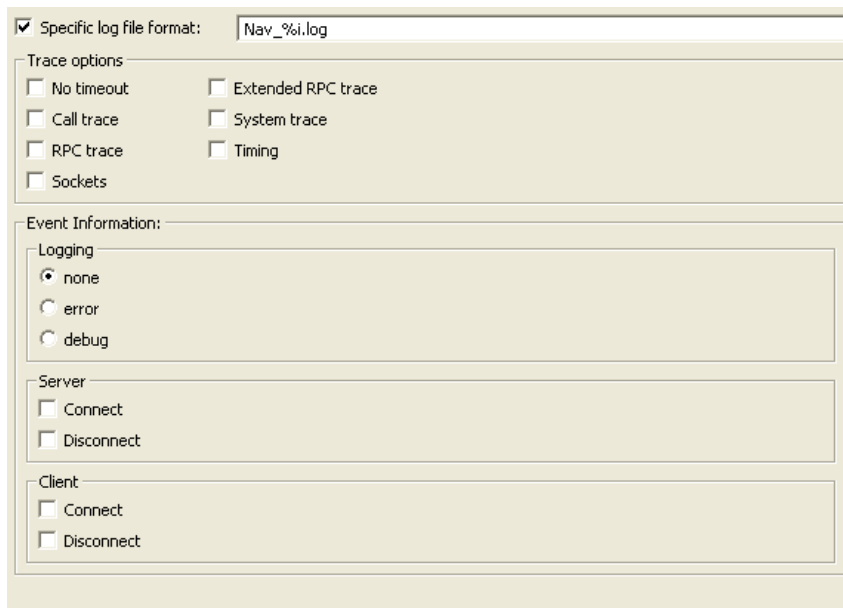 Specific log file format: Nav_%i.log
Trace options
No timeout Extended RPC trace
Call trace System trace
RPC trace Timing
Sockets
Event Information:
Logging
none
error
debug
Server
Connect
Disconnect
Client
Connect
Disconnect